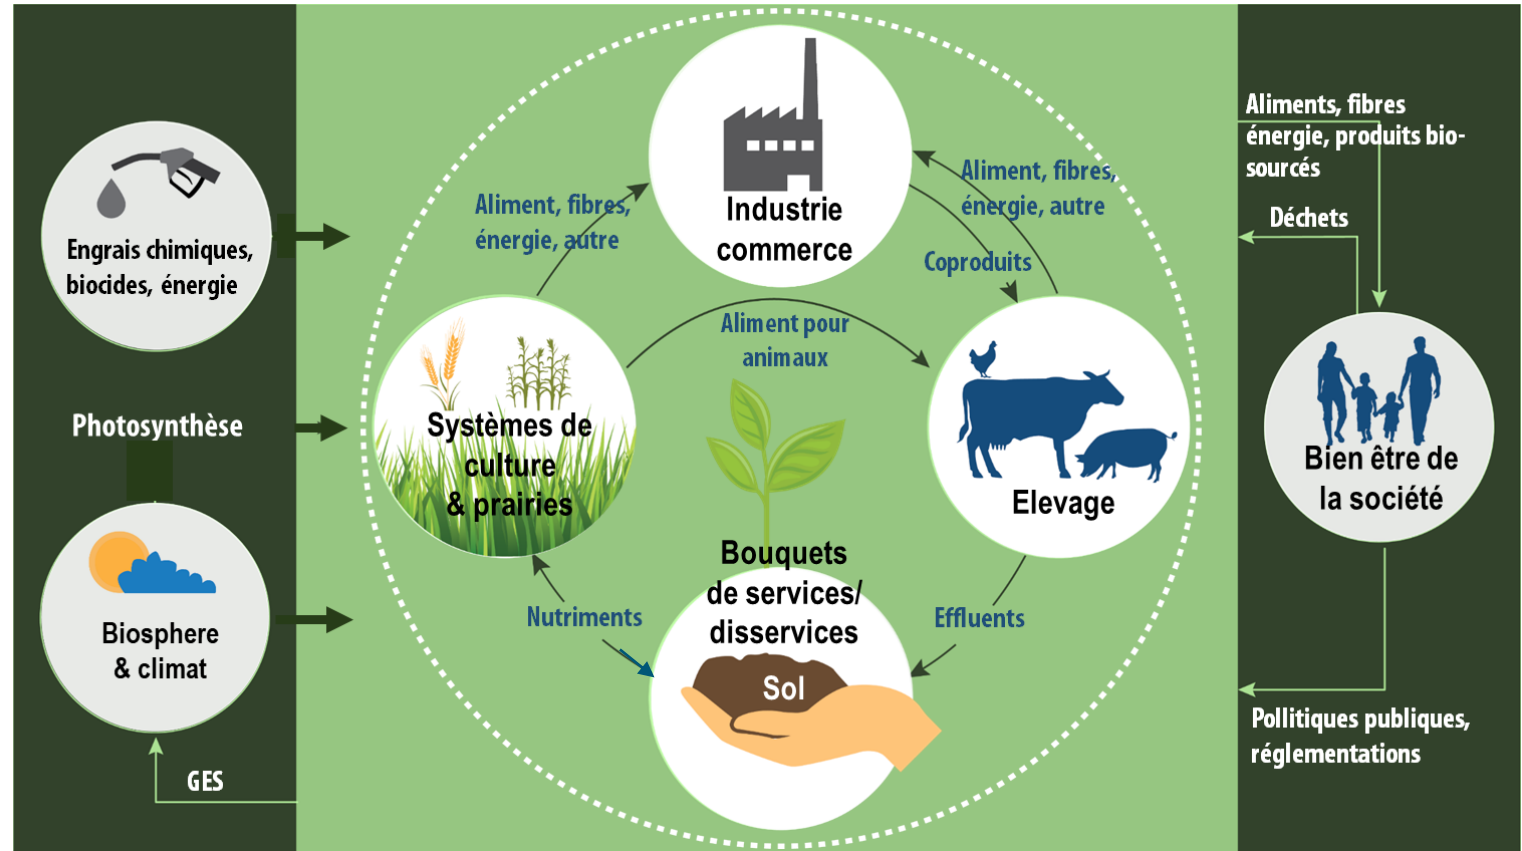 Engrais chimiques,
biocides, énergie
Photosynthèse
Biosphere
& climat
GES
Industrie
commerce
Aliment, fibres,
énergie, autre
Aliment, fibres,
énergie, autre
Coproduits
Aliment pour
animaux
Systèmes de
culture
& prairies
Elevage
Bouquets
de services/
disservices
Sol
Nutriments
Effluents
Aliments, fibres
énergie, produits bio-
sourcés
Déchets
Bien être de
la société
Pollitiques publiques,
réglementations